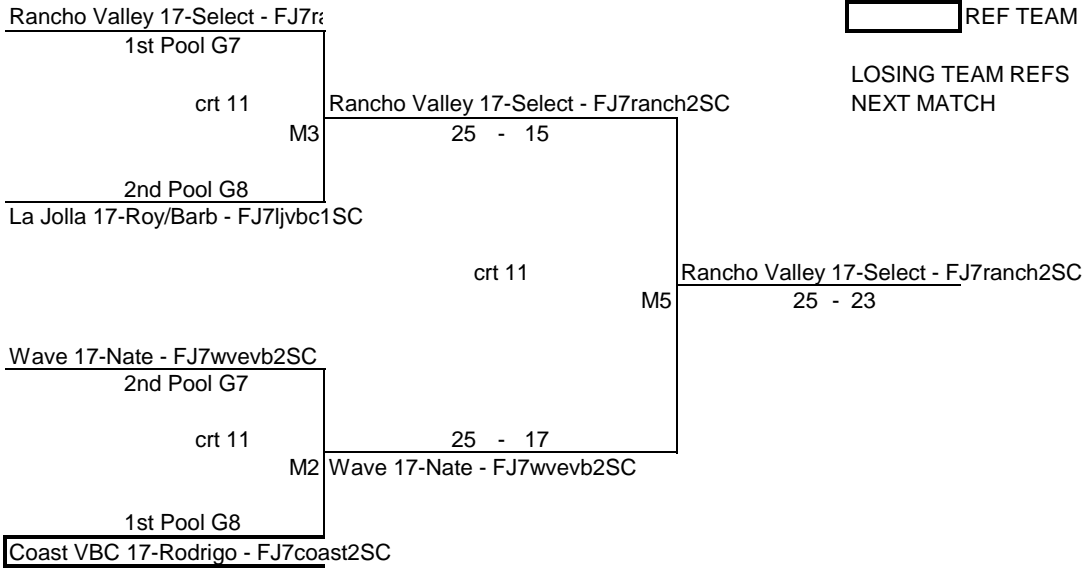 Rancho Valley 17-Select - FJ7ra
REF TEAM
1st Pool G7
LOSING TEAM REFS
NEXT MATCH
crt 11
Rancho Valley 17-Select - FJ7ranch2SC
M3
25 - 15
2nd Pool G8
La Jolla 17-Roy/Barb - FJ7ljvbc1SC
crt 11
Rancho Valley 17-Select - FJ7ranch2SC
M5
25 - 23
Wave 17-Nate - FJ7wvevb2SC
2nd Pool G7
crt 11
25 - 17
M2
Wave 17-Nate - FJ7wvevb2SC
1st Pool G8
Coast VBC 17-Rodrigo - FJ7coast2SC